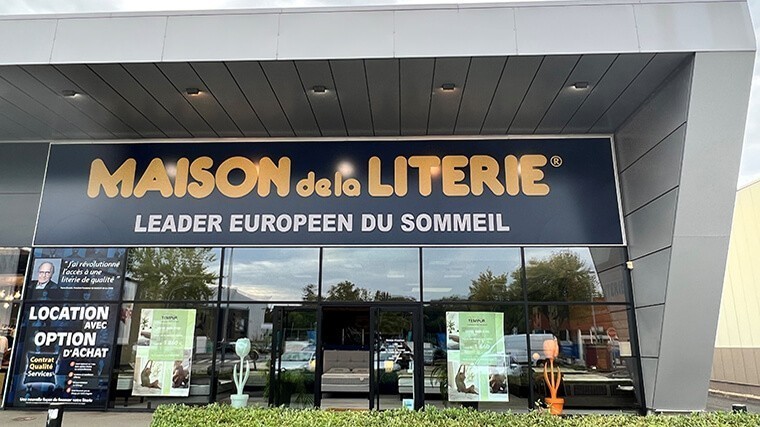 MAISON de la LITERIE®
LEADER EUROPEEN DU SOMMEIL
"J'ai révolutionné
l'accès à une
literie de qualité"
LOCATION
AVEC
OPTION
D'ACHAT
Contrat
Qualité
Services
TEMPUR
TEMPUR